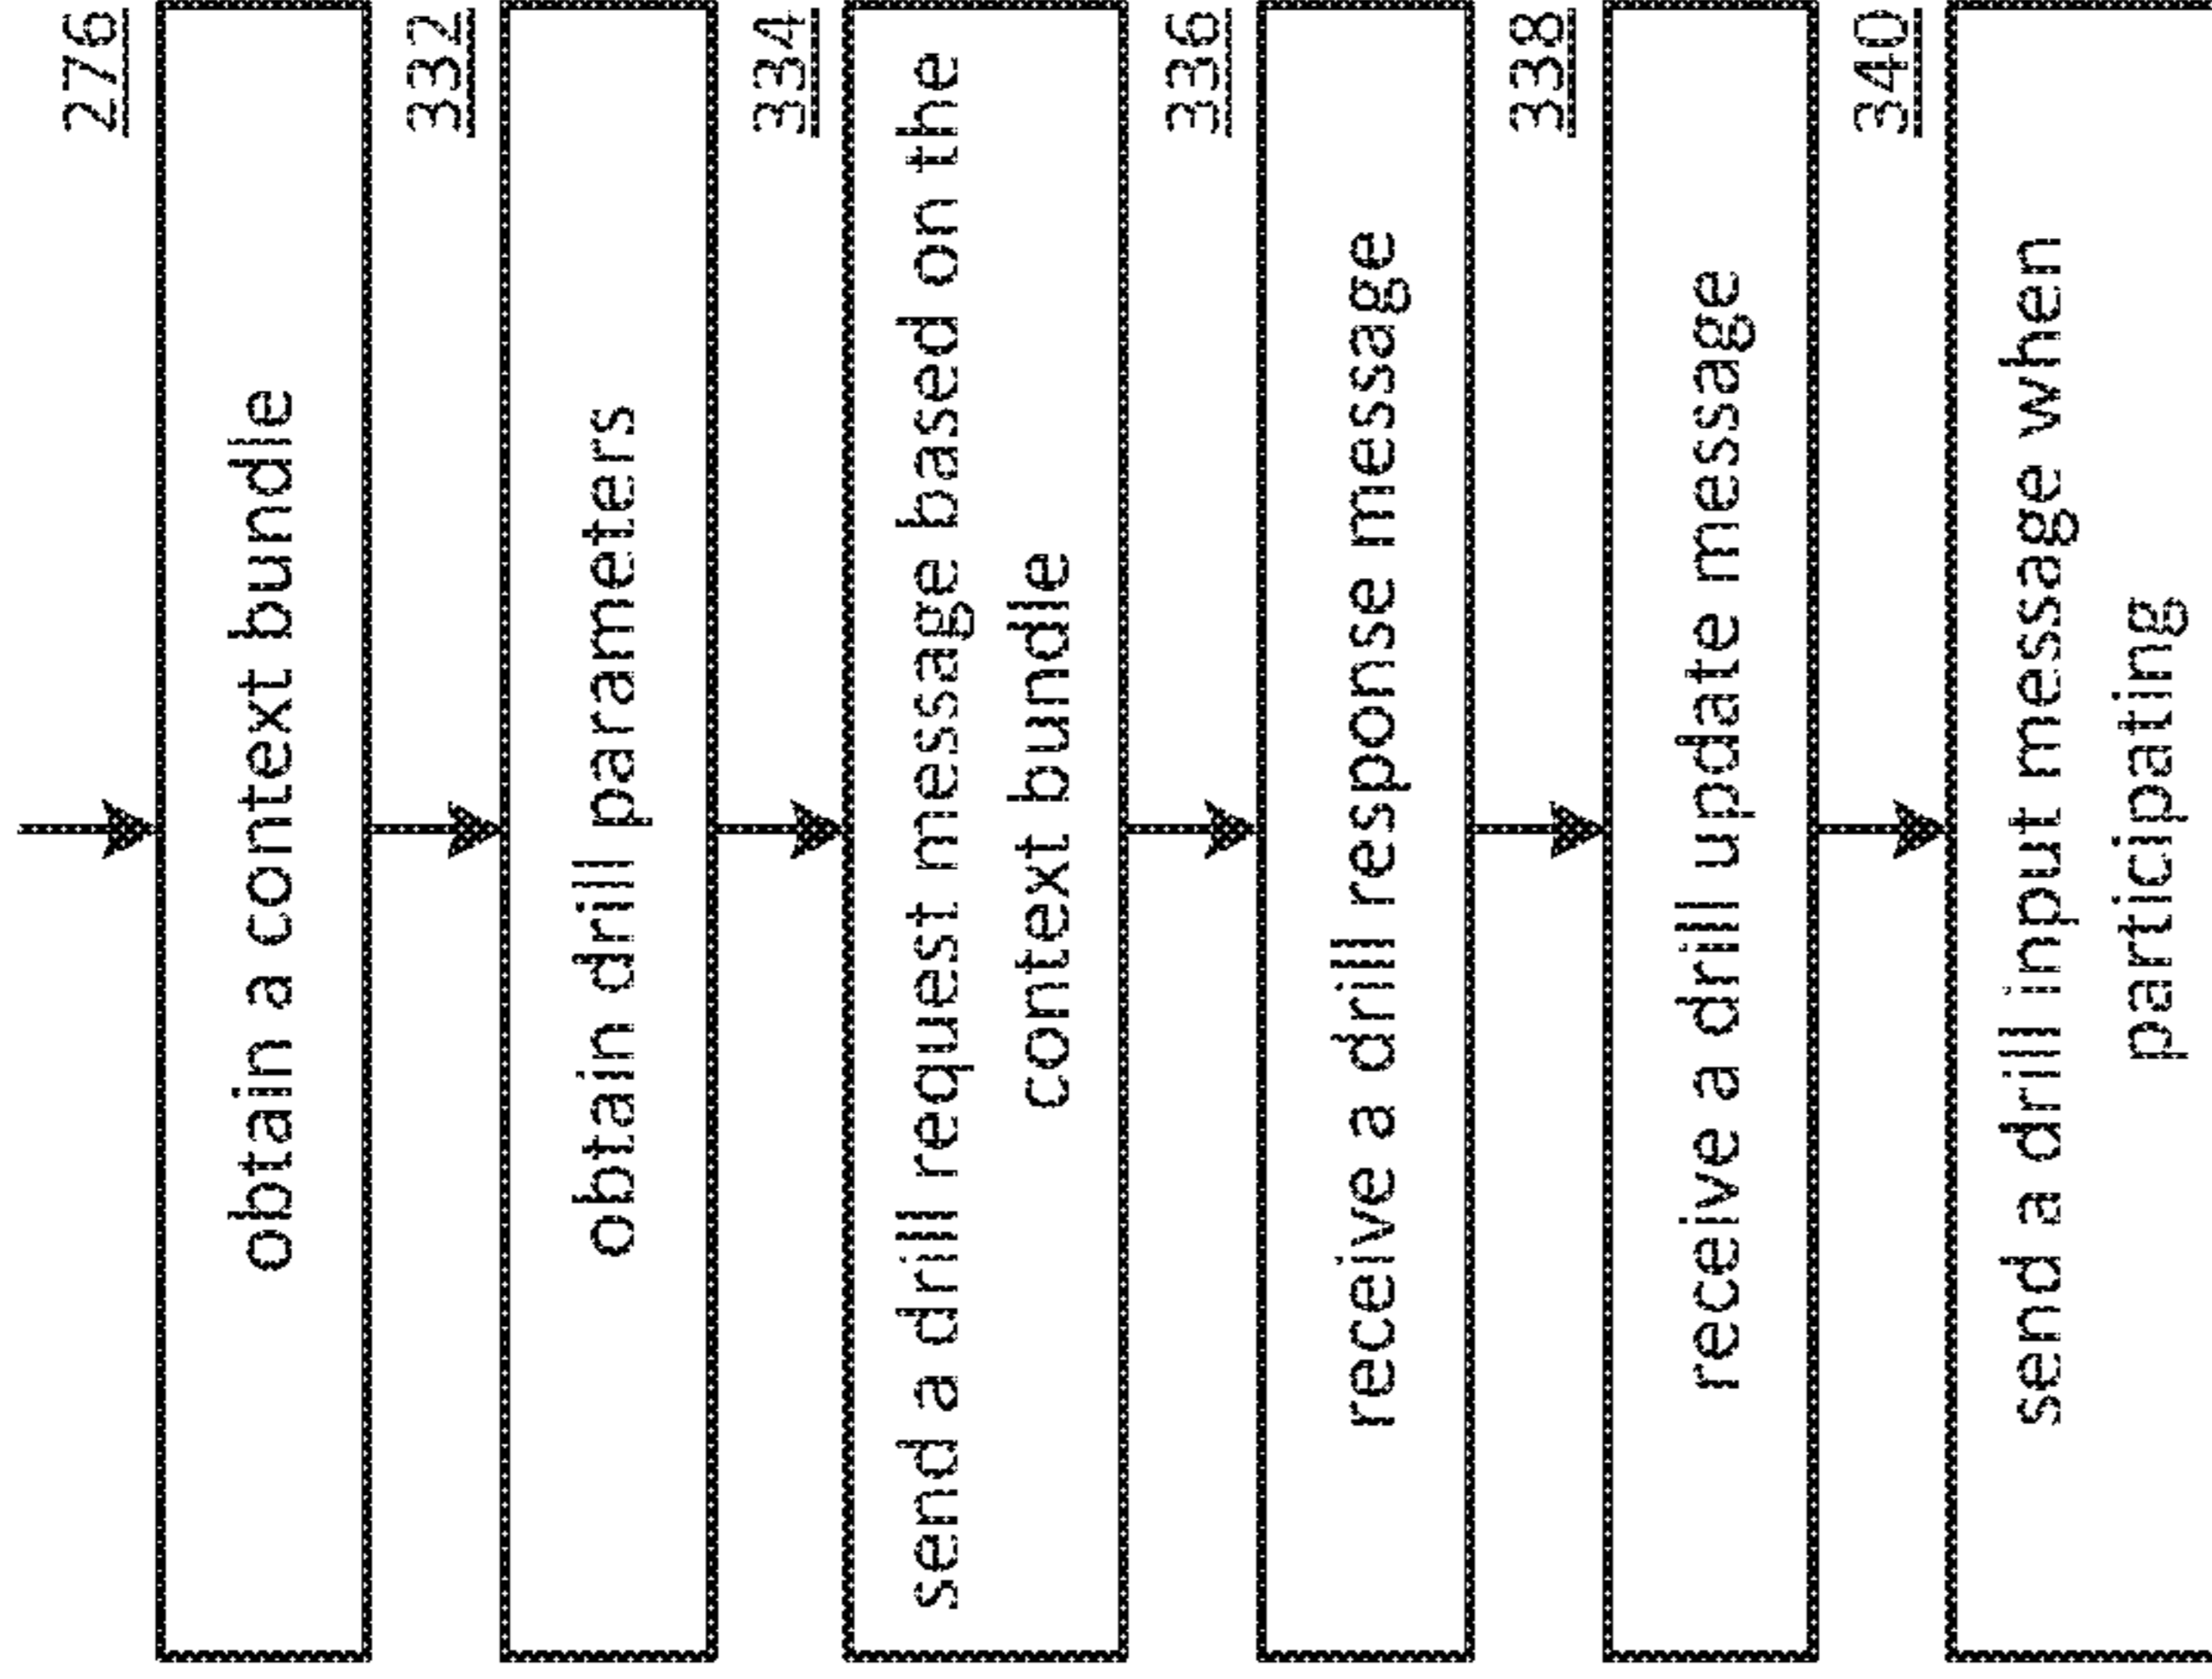 276
obtain a context bundle
332
obtain drill parameters
334
send a drill request message based on the
context bundle
336
receive a drill response message
338
receive a drill update message
340
send a drill input message when
participating